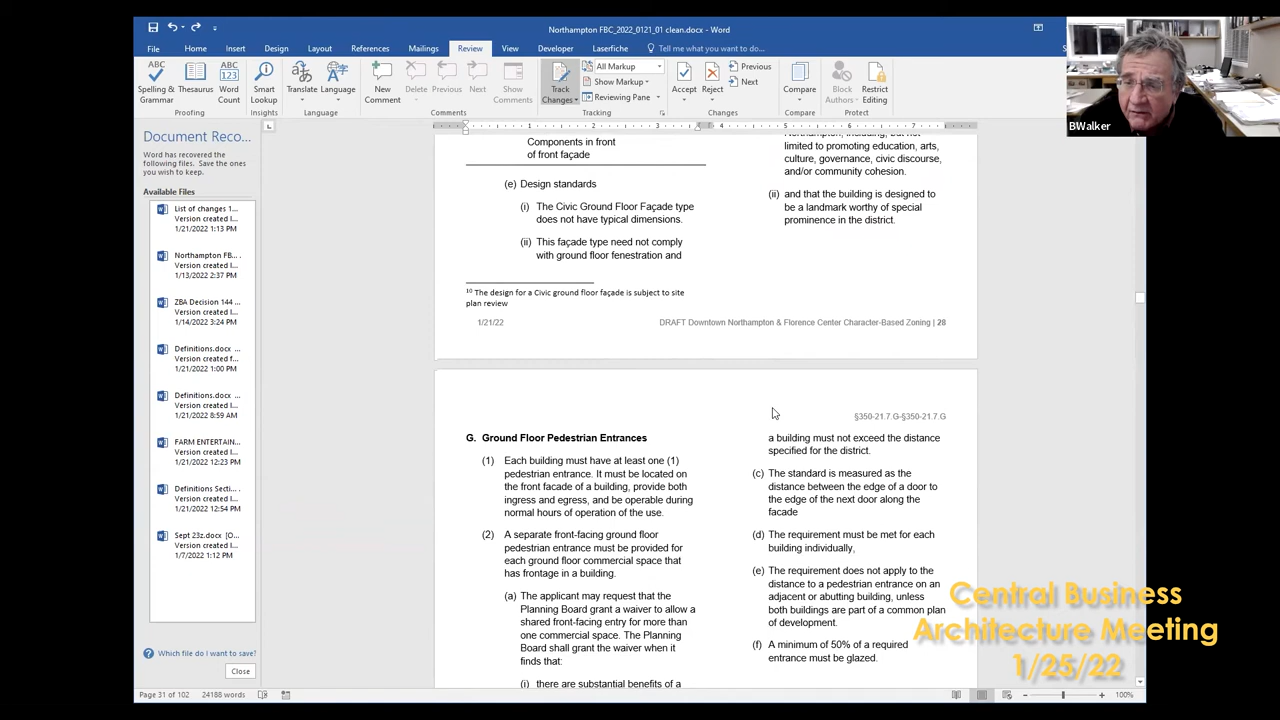 Northampton FBC_2022_0121_01 clean.docx - Word
File Home Insert Design Layout References Mailings Review View Developer Laserfiche Tell me what you want to do...
ABC
Spelling &
Grammar
Thesaurus
ABC
123
Word
Count
Proofing
Smart
Lookup
Insights
Translate
Language
Language
New
Comment
Delete
Previous
Next
Show
Comments
Comments
Track
Changes
All Markup
Show Markup
Reviewing Pane
Tracking
Accept
Reject
Previous
Next
Changes
Compare
Compare
Block
Authors
Restrict
Editing
Protect
BWalker
Document Reco...
Word has recovered the
following files. Save the ones
you wish to keep.
Available Files
List of changes 1...
Version created l...
1/21/2022 1:13 PM
Northampton FB...
Version created l...
1/13/2022 2:37 PM
ZBA Decision 144
Version created l...
1/14/2022 3:24 PM
Definitions.docx ...
Version created f...
1/21/2022 1:00 PM
Definitions.docx ...
Version created l...
1/21/2022 8:59 AM
FARM ENTERTAIN...
Version created l...
1/21/2022 12:23 PM
Definitions Secti...
Version created l...
1/21/2022 12:54 PM
Sept 23z.docx [O...
Version created l...
1/7/2022 1:12 PM
Which file do I want to save?
Close
1 2 3 4 5 6 7
Components in front
of front façade
(e) Design standards
(i) The Civic Ground Floor Façade type
does not have typical dimensions.
(ii) This façade type need not comply
with ground floor fenestration and
Northampton, including, but not
limited to promoting education, arts,
culture, governance, civic discourse,
and/or community cohesion.
(ii) and that the building is designed to
be a landmark worthy of special
prominence in the district.
10 The design for a Civic ground floor façade is subject to site
plan review
1/21/22 DRAFT Downtown Northampton & Florence Center Character-Based Zoning | 28
§350-21.7.G-§350-21.7.G
G. Ground Floor Pedestrian Entrances
(1) Each building must have at least one (1)
pedestrian entrance. It must be located on
the front facade of a building, provide both
ingress and egress, and be operable during
normal hours of operation of the use.
(2) A separate front-facing ground floor
pedestrian entrance must be provided for
each ground floor commercial space that
has frontage in a building.
(a) The applicant may request that the
Planning Board grant a waiver to allow a
shared front-facing entry for more than
one commercial space. The Planning
Board shall grant the waiver when it
finds that:
(i) there are substantial benefits of a
a building must not exceed the distance
specified for the district.
(c) The standard is measured as the
distance between the edge of a door to
the edge of the next door along the
facade
(d) The requirement must be met for each
building individually,
(e) The requirement does not apply to the
distance to a pedestrian entrance on an
adjacent or abutting building, unless
both buildings are part of a common plan
of development.
(f) A minimum of 50% of a required
entrance must be glazed.
Central Business
Architecture Meeting
1/25/22
Page 31 of 102 24188 words
100%